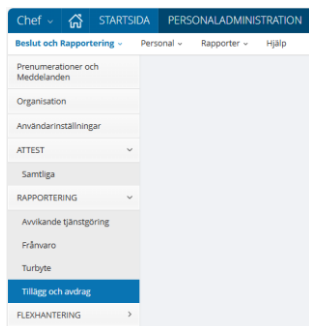 Chef STARTSIDA PERSONALADMINISTRATION
Beslut och Rapportering Personal Rapporter Hjälp
Prenumerationer och
Meddelanden
Organisation
Användarinställningar
ATTEST
Samtliga
RAPPORTERING
Avvikande tjänstgöring
Frånvaro
Turbyte
Tillägg och avdrag
FLEXHANTERING